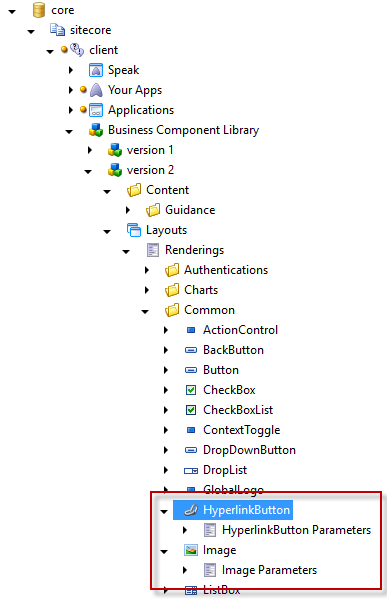 core
sitecore
client
Speak
Your Apps
Applications
Business Component Library
version 1
version 2
Content
Guidance
Layouts
Renderings
Authentications
Charts
Common
ActionControl
BackButton
Button
CheckBox
CheckBoxList
ContextToggle
DropDownButton
DropList
GlobalLogo
HyperlinkButton
HyperlinkButton Parameters
Image
Image Parameters
ListBox